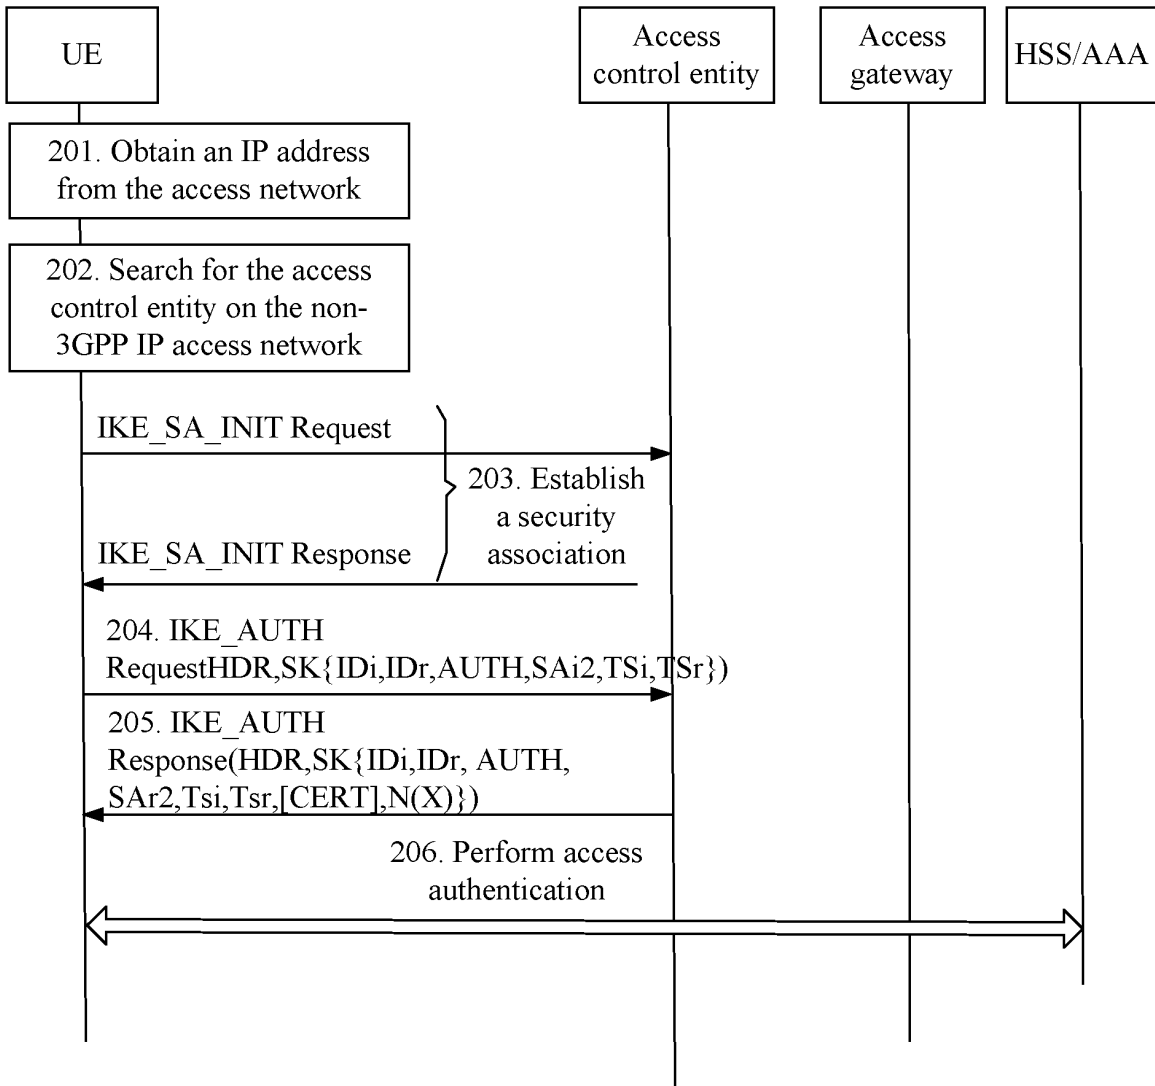 UE
Access
control entity
Access
gateway
HSS/AAA
201. Obtain an IP address
from the access network
202. Search for the access
control entity on the non-
3GPP IP access network
IKE_SA_INIT Request
203. Establish
a security
association
IKE_SA_INIT Response
204. IKE_AUTH
RequestHDR,SK{IDi,IDr,AUTH,SAi2,TSi,TSr})
205. IKE_AUTH
Response(HDR,SK{IDi,IDr, AUTH,
SAr2,Tsi,Tsr,[CERT],N(X)})
206. Perform access
authentication